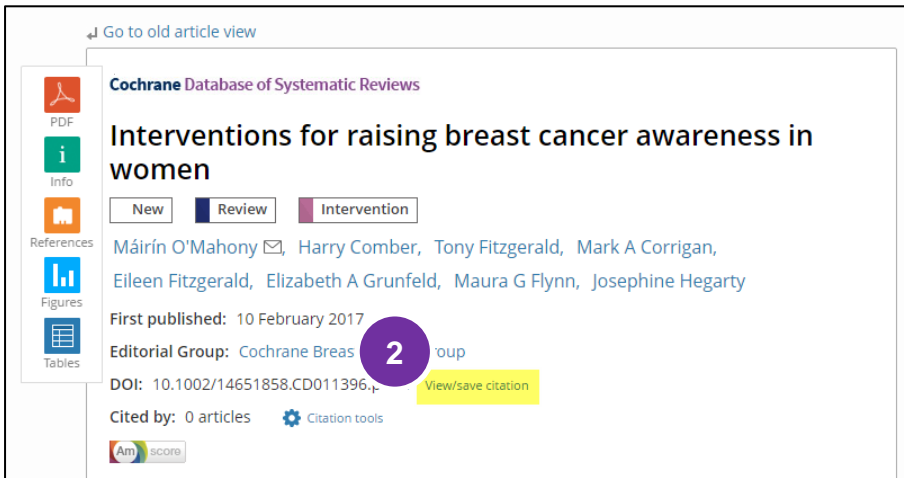 Go to old article view
Cochrane Database of Systematic Reviews
PDF
Interventions for raising breast cancer awareness in
women
Info
New Review Intervention
References
Máirín O'Mahony Harry Comber, Tony Fitzgerald, Mark A Corrigan,
Eileen Fitzgerald, Elizabeth A Grunfeld, Maura G Flynn, Josephine Hegarty
Figures
First published: 10 February 2017
Editorial Group: Cochrane Breas 2 roup
Tables
DOI: 10.1002/14651858.CD011396.p View/save citation
Cited by: 0 articles Citation tools
Am score